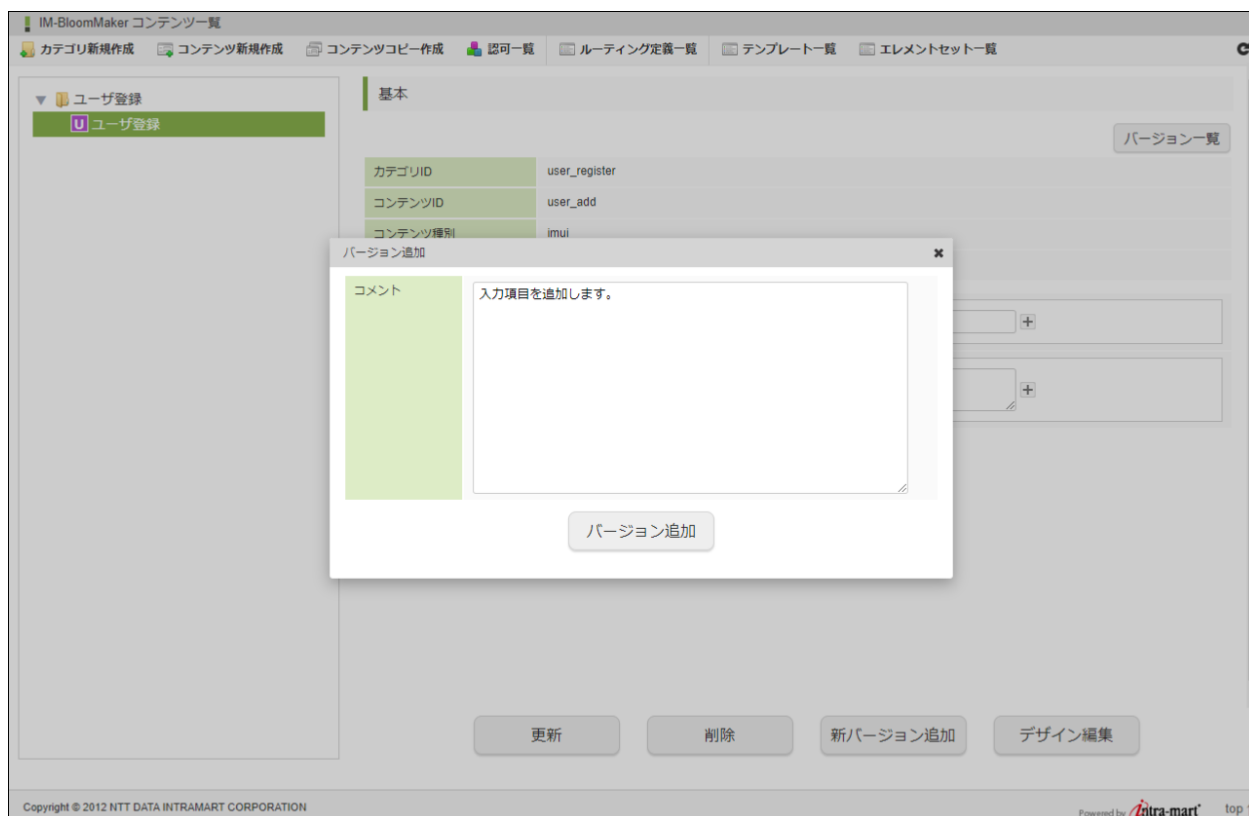 IM-BloomMaker コンテンツ一覧
カテゴリ新規作成 コンテンツ新規作成 コンテンツコピー作成 認可一覧 ルーティング定義一覧 テンプレート一覧 エレメントセット一覧
ユーザ登録
ユーザ登録
基本
バージョン一覧
カテゴリID user_register
コンテンツID user_add
コンテンツ種別 imui
バージョン追加
コメント 入力項目を追加します。
バージョン追加
更新 削除 新バージョン追加 デザイン編集
Copyright © 2012 NTT DATA INTRAMART CORPORATION
Powered by intra-mart top